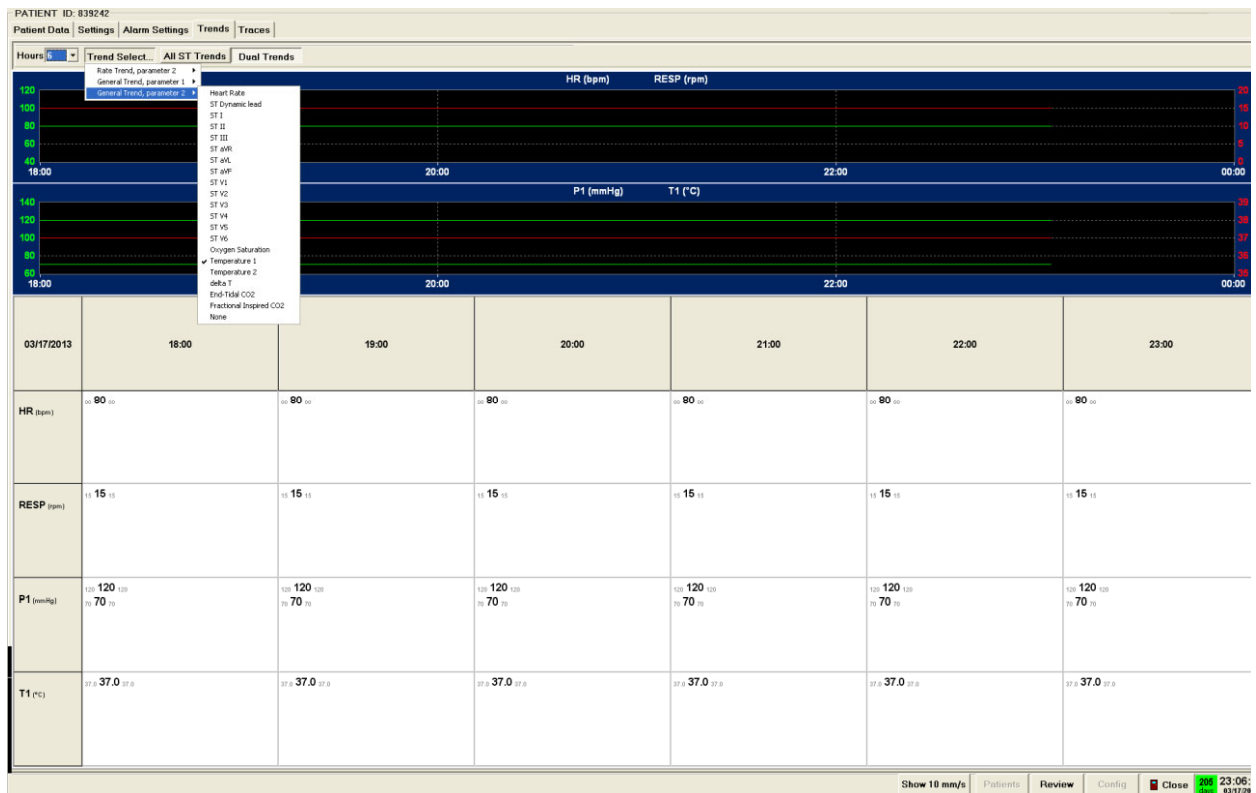 PATIENT ID: 839242
Patient Data Settings Alarm Settings Trends Traces
Hours 6 Trend Select... All ST Trends Dual Trends
Rate Trend, parameter 2
General Trend, parameter 1
General Trend, parameter 2
Heart Rate
ST Dynamic lead
ST I
ST II
ST III
ST aVR
ST aVL
ST aVF
ST V1
ST V2
ST V3
ST V4
ST V5
ST V6
Oxygen Saturation
Temperature 1
Temperature 2
delta T
End-Tidal CO2
Fractional Inspired CO2
None
HR (bpm) RESP (rpm)
120 20
100 15
80 10
60 5
40 0
18:00 20:00 22:00 00:00
P1 (mmHg) T1 (°C)
140 39
120 38
100 37
80 36
60 35
18:00 20:00 22:00 00:00
03/17/2013 18:00 19:00 20:00 21:00 22:00 23:00
HR (bpm) 80 80 80 80 80 80
RESP (rpm) 15 15 15 15 15 15 15 15 15 15 15 15 15 15 15 15 15 15
P1 (mmHg) 120 120 120 120 120 120 120 120 120 120 120 120 120 120 120 120 120 120
70 70 70 70 70 70 70 70 70 70 70 70 70 70 70 70 70 70
T1 (°C) 37.0 37.0 37.0 37.0 37.0 37.0 37.0 37.0 37.0 37.0 37.0 37.0 37.0 37.0 37.0 37.0 37.0 37.0
Show 10 mm/s Patients Review Config Close 205 23:06:
days 03/17/20